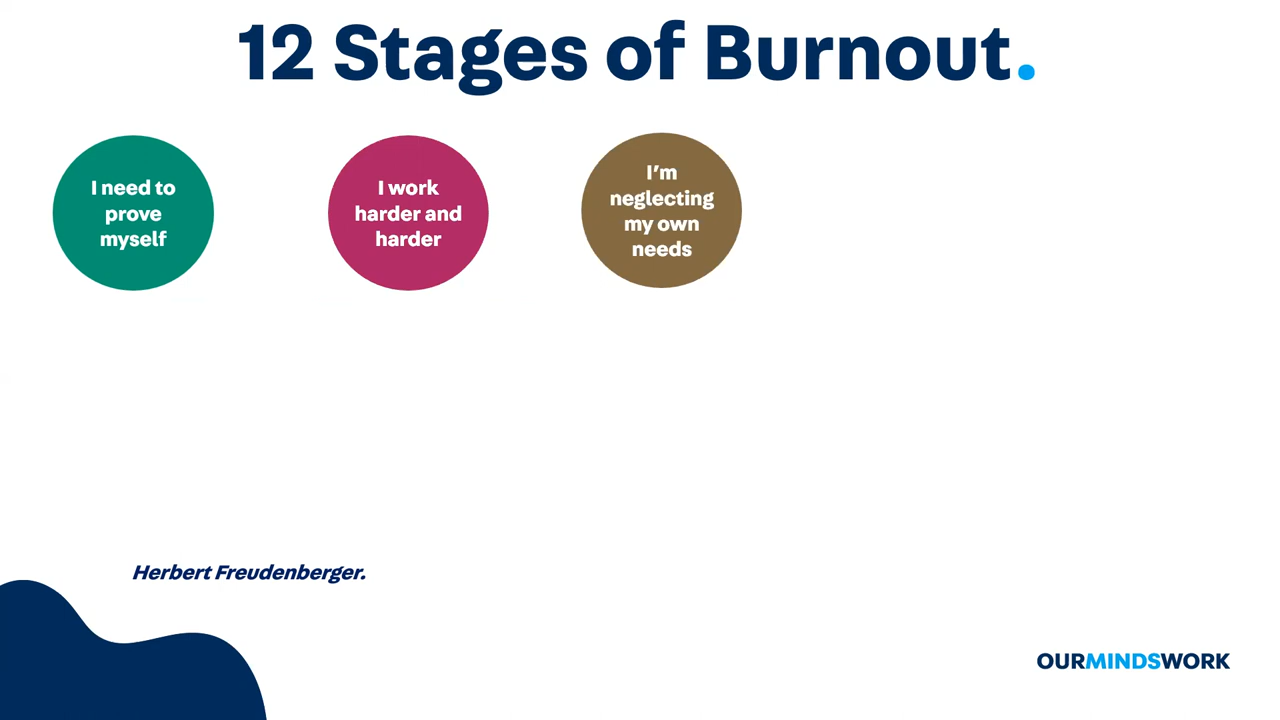 12 Stages of Burnout.
I need to
prove
myself
I work
harder and
harder
I’m
neglecting
my own
needs
Herbert Freudenberger.
OURMINDSWORK